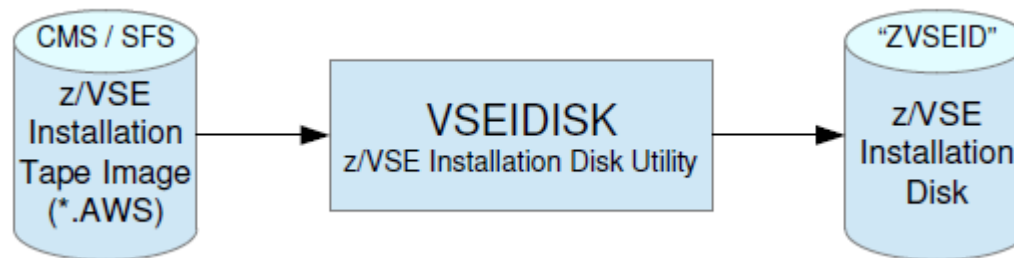 CMS / SFS
z/VSE
Installation
Tape Image
(*.AWS)
VSEIDISK
z/VSE Installation Disk Utility
“ZVSEID”
z/VSE
Installation
Disk